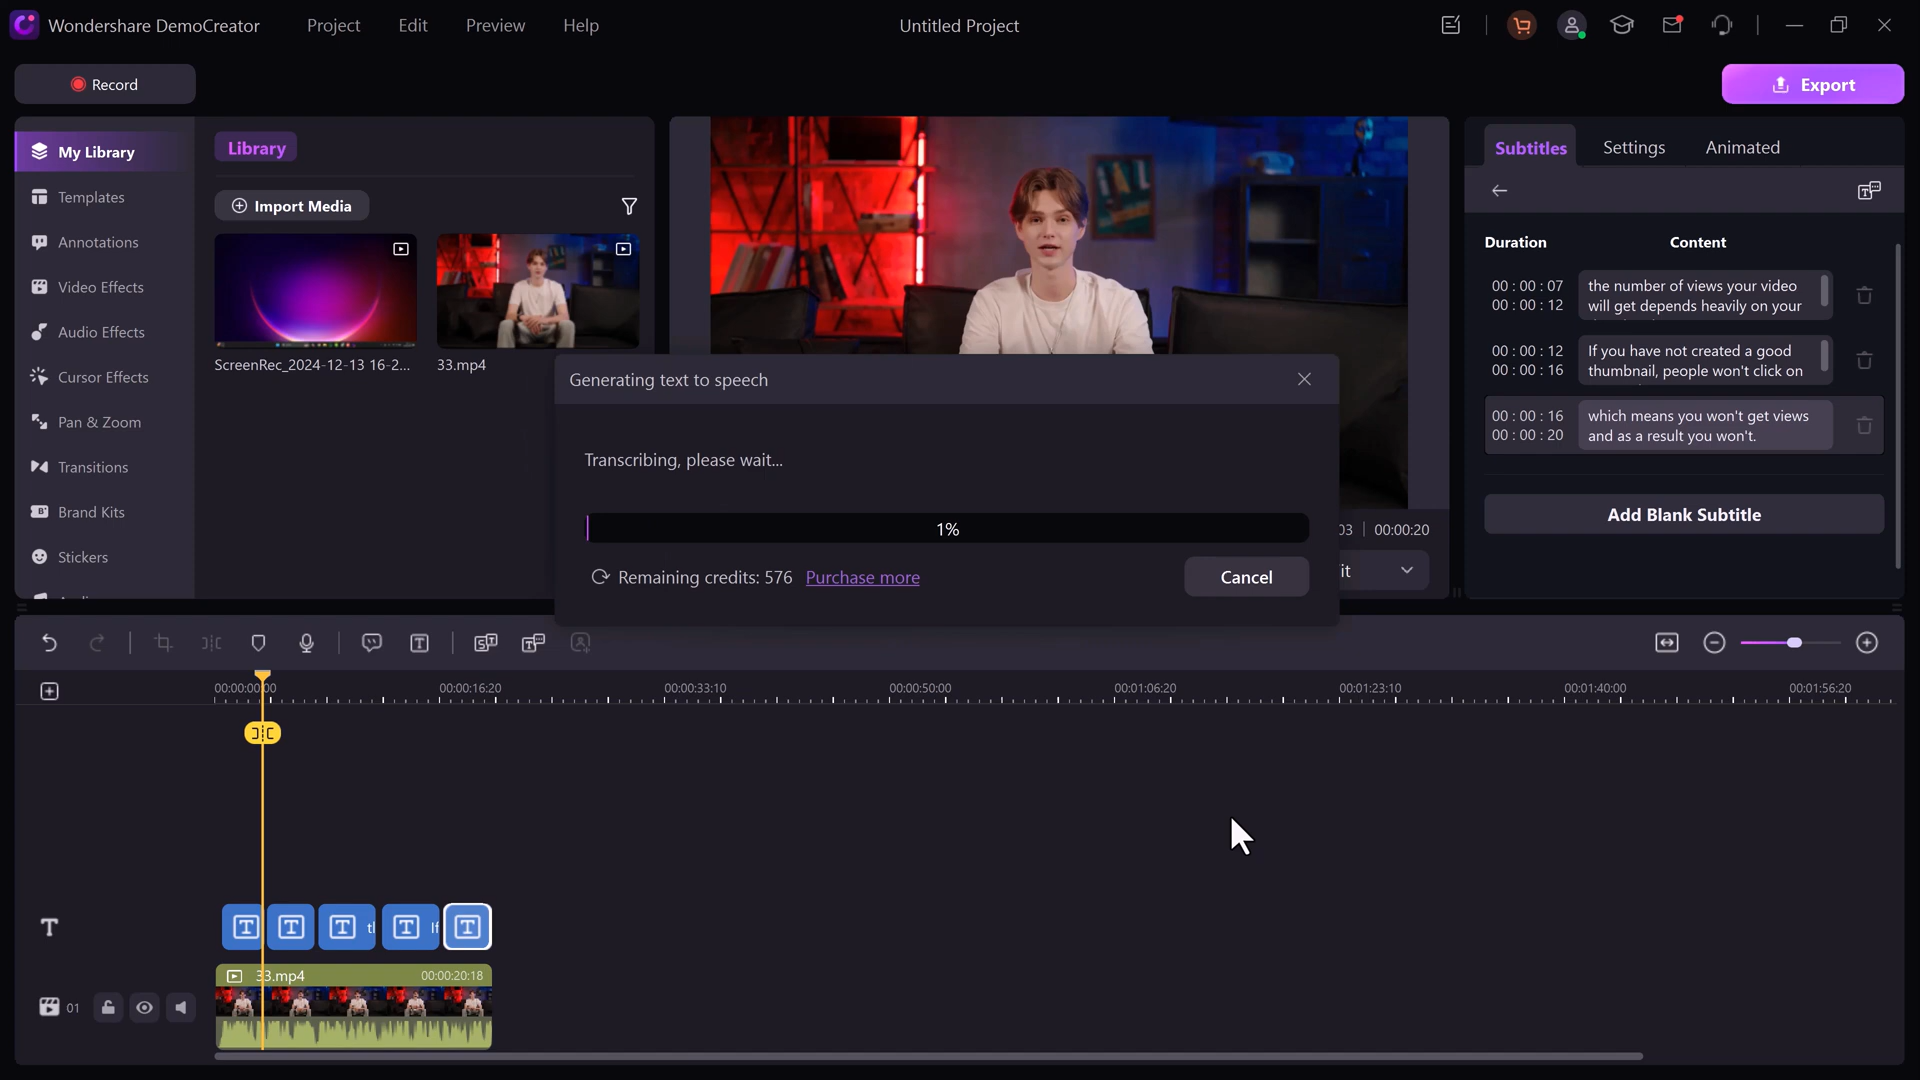 Wondershare DemoCreator
Project Edit Preview Help
Untitled Project
Record
Export
My Library
Templates
Annotations
Video Effects
Audio Effects
Cursor Effects
Pan & Zoom
Transitions
Brand Kits
Stickers
Library
Import Media
ScreenRec_2024-12-13 16-2...
33.mp4
Subtitles Settings Animated
Duration Content
00 : 00 : 07
00 : 00 : 12
the number of views your video
will get depends heavily on your
00 : 00 : 12
00 : 00 : 16
If you have not created a good
thumbnail, people won't click on
00 : 00 : 16
00 : 00 : 20
which means you won't get views
and as a result you won't.
Add Blank Subtitle
Generating text to speech
Transcribing, please wait...
1%
Remaining credits: 576 Purchase more
Cancel
03 | 00:00:20
it
00:00:00:00 00:00:16:20 00:00:33:10 00:00:50:00 00:01:06:20 00:01:23:10 00:01:40:00 00:01:56:20
T T T T T T
33.mp4 00:00:20:18
01